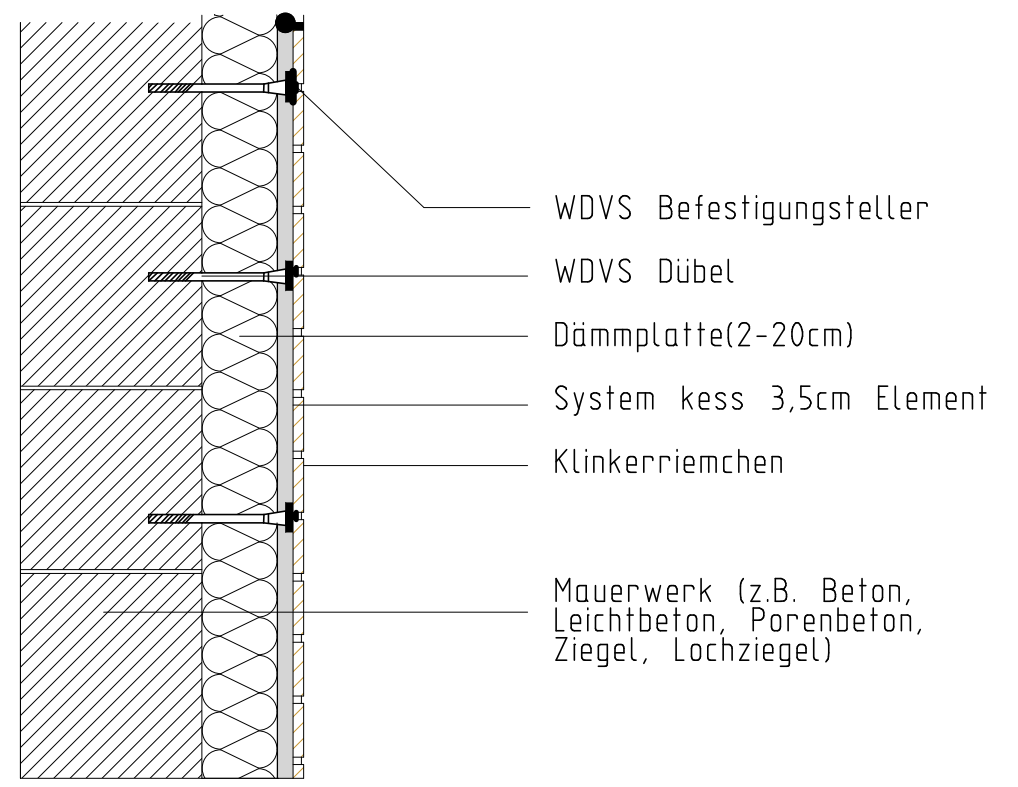 WDVS Befestigungsteller
WDVS Dübel
Dämmplatte(2-20cm)
System kess 3,5cm Element
Klinkerriemchen
Mauerwerk (z.B. Beton,
Leichtbeton, Porenbeton,
Ziegel, Lochziegel)